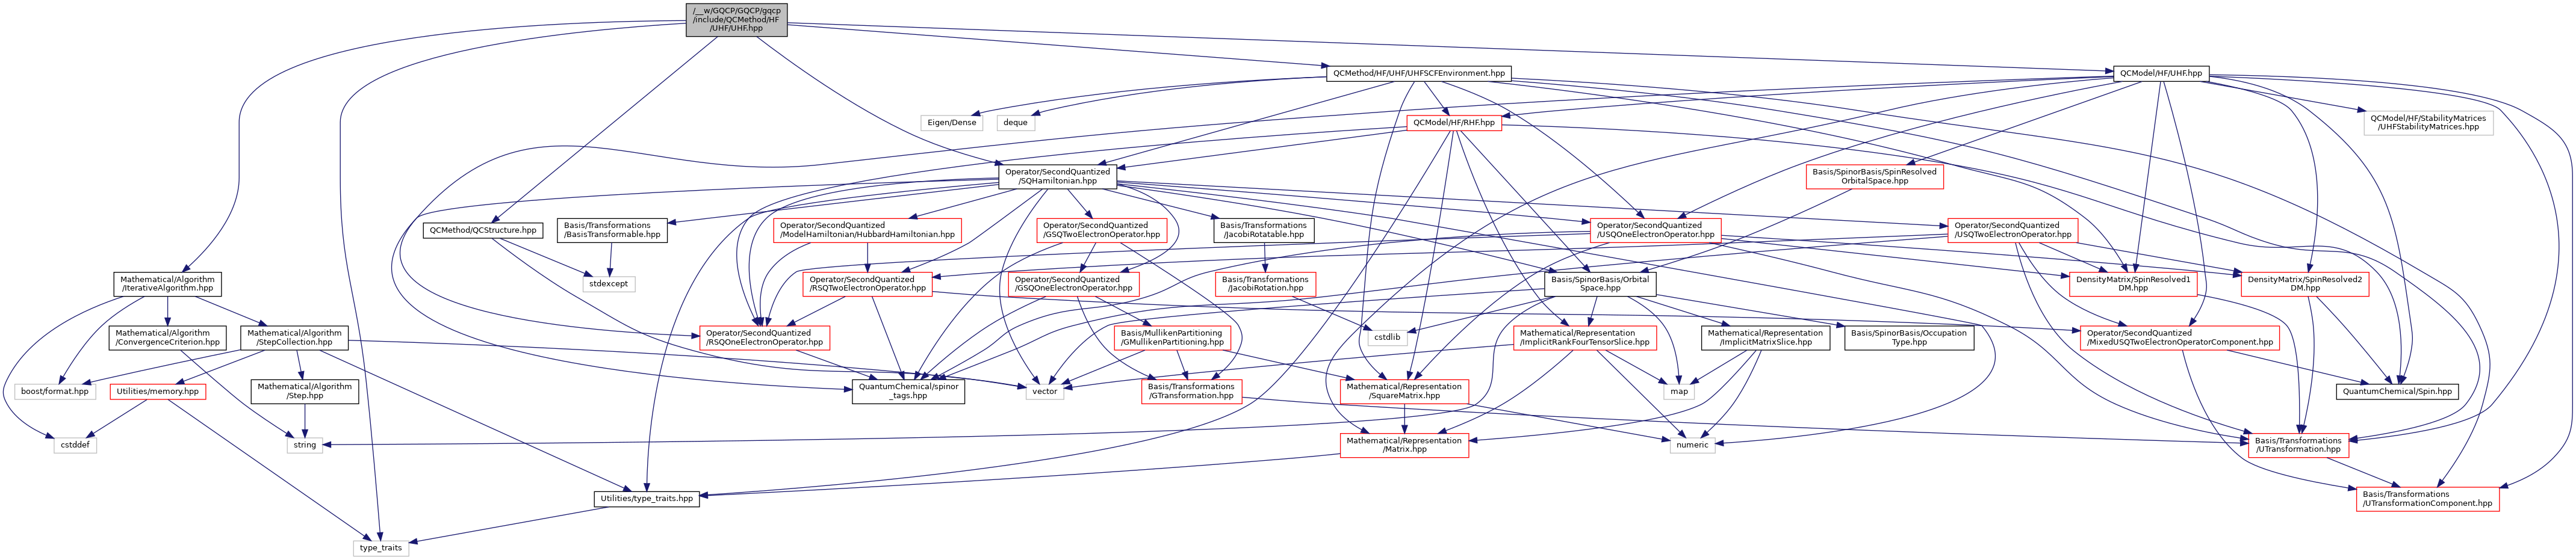 /__w/GQCP/GQCP/gqcp
/include/QCMethod/HF
/UHF/UHF.hpp
QCMethod/HF/UHF/UHFSCFEnvironment.hpp
QCModel/HF/UHF.hpp
Eigen/Dense
deque
QCModel/HF/RHF.hpp
QCModel/HF/StabilityMatrices
/UHFStabilityMatrices.hpp
Operator/SecondQuantized
/SQHamiltonian.hpp
Basis/SpinorBasis/SpinResolved
OrbitalSpace.hpp
QCMethod/QCStructure.hpp
Basis/Transformations
/BasisTransformable.hpp
Operator/SecondQuantized
/ModelHamiltonian/HubbardHamiltonian.hpp
Operator/SecondQuantized
/GSQTwoElectronOperator.hpp
Basis/Transformations
/JacobiRotatable.hpp
Operator/SecondQuantized
/USQOneElectronOperator.hpp
Operator/SecondQuantized
/USQTwoElectronOperator.hpp
Mathematical/Algorithm
/IterativeAlgorithm.hpp
stdexcept
Operator/SecondQuantized
/RSQTwoElectronOperator.hpp
Operator/SecondQuantized
/GSQOneElectronOperator.hpp
Basis/Transformations
/JacobiRotation.hpp
Basis/SpinorBasis/Orbital
Space.hpp
DensityMatrix/SpinResolved1
DM.hpp
DensityMatrix/SpinResolved2
DM.hpp
Mathematical/Algorithm
/ConvergenceCriterion.hpp
Mathematical/Algorithm
/StepCollection.hpp
Operator/SecondQuantized
/RSQOneElectronOperator.hpp
Basis/MullikenPartitioning
/GMullikenPartitioning.hpp
cstdlib
Mathematical/Representation
/ImplicitRankFourTensorSlice.hpp
Mathematical/Representation
/ImplicitMatrixSlice.hpp
Basis/SpinorBasis/Occupation
Type.hpp
Operator/SecondQuantized
/MixedUSQTwoElectronOperatorComponent.hpp
boost/format.hpp
Utilities/memory.hpp
Mathematical/Algorithm
/Step.hpp
QuantumChemical/spinor
_tags.hpp
vector
Basis/Transformations
/GTransformation.hpp
Mathematical/Representation
/SquareMatrix.hpp
map
QuantumChemical/Spin.hpp
cstddef
string
Mathematical/Representation
/Matrix.hpp
numeric
Basis/Transformations
/UTransformation.hpp
Utilities/type_traits.hpp
Basis/Transformations
/UTransformationComponent.hpp
type_traits